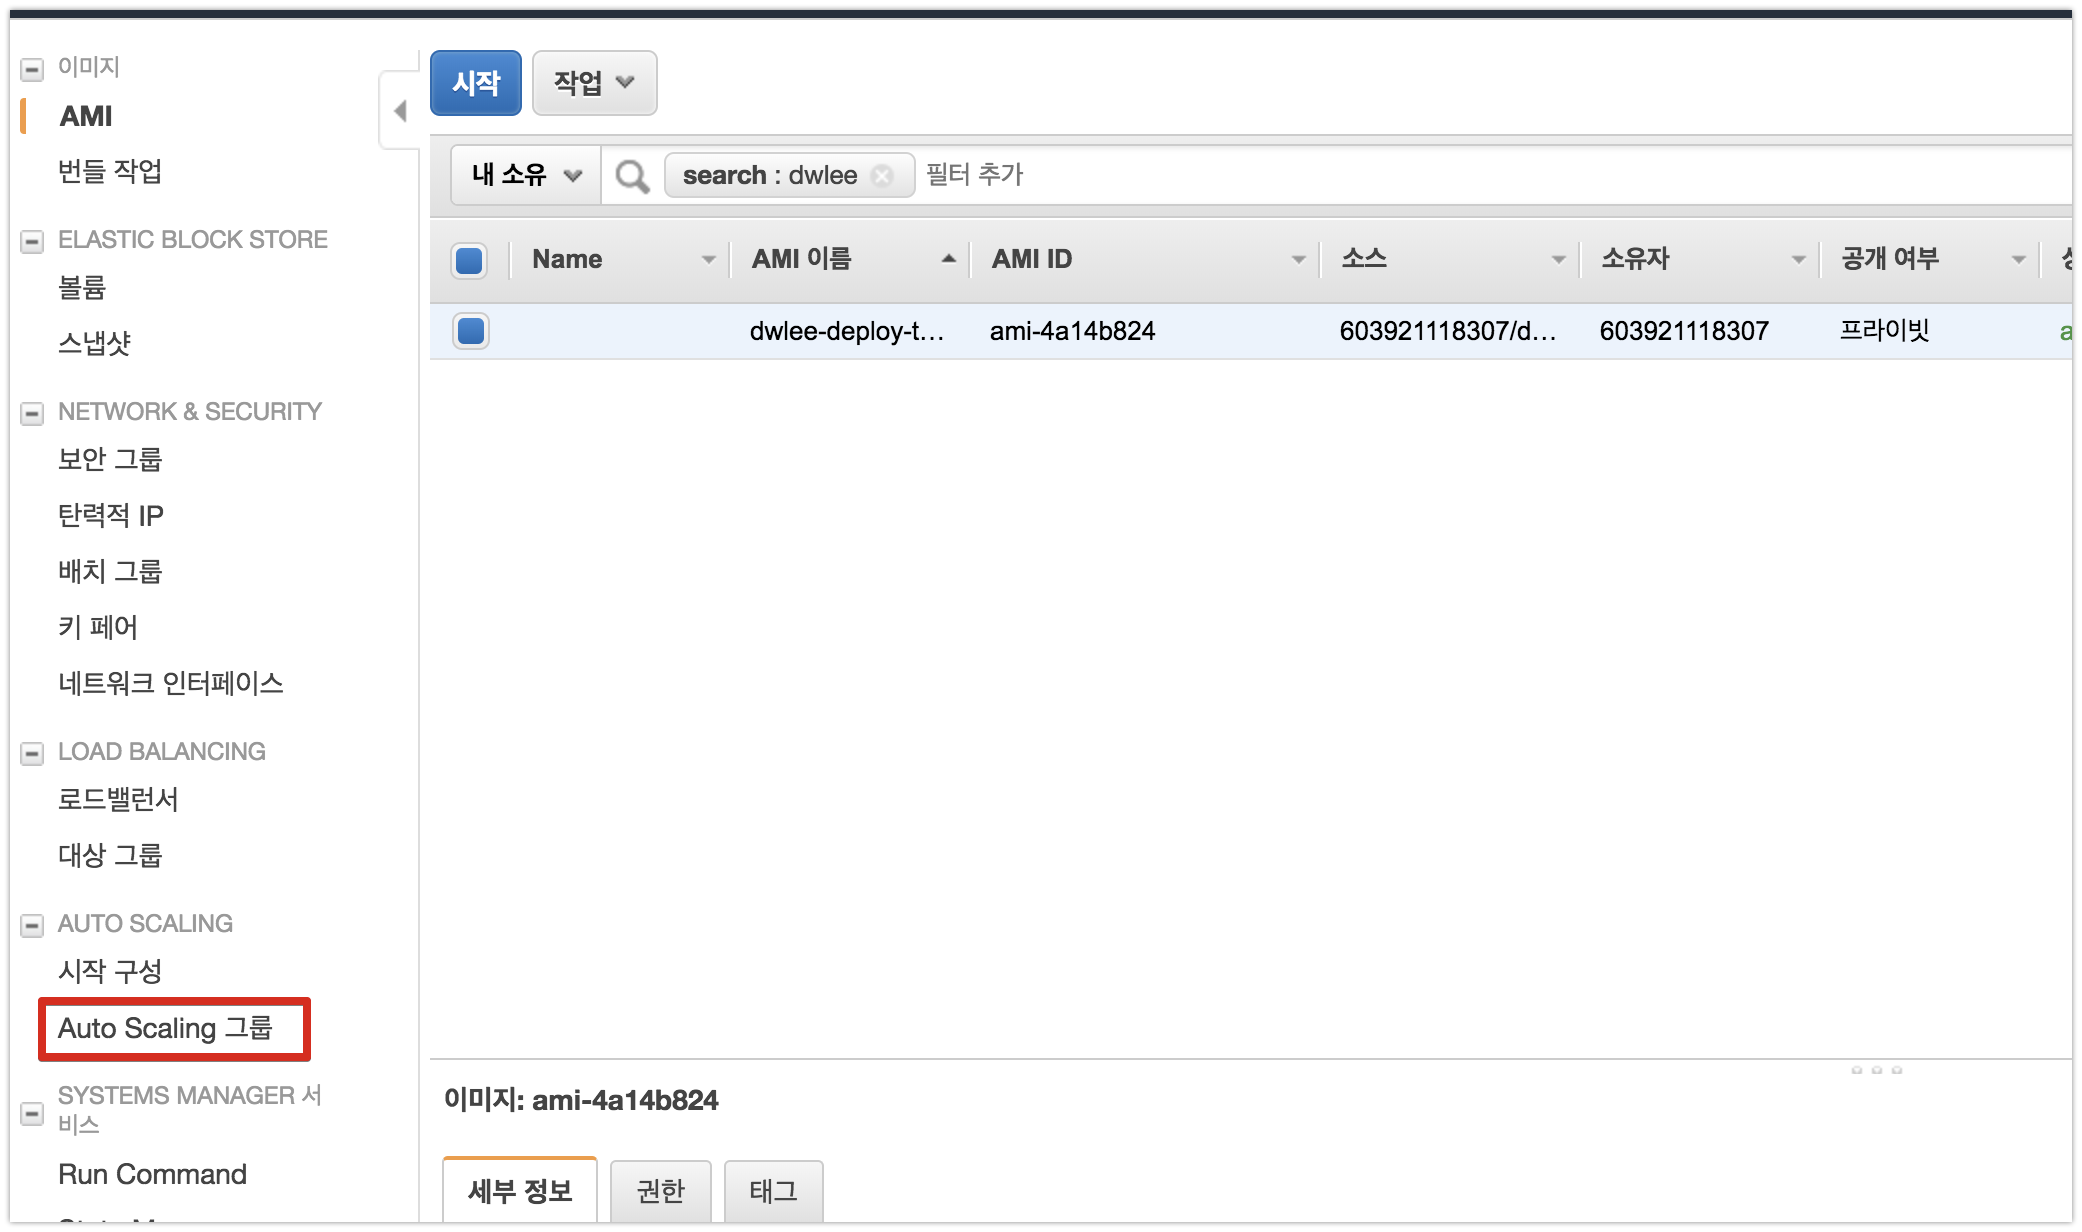 이미지
AMI
번들 작업
ELASTIC BLOCK STORE
볼륨
스냅샷
NETWORK & SECURITY
보안 그룹
탄력적 IP
배치 그룹
키 페어
네트워크 인터페이스
LOAD BALANCING
로드밸런서
대상 그룹
AUTO SCALING
시작 구성
Auto Scaling 그룹
SYSTEMS MANAGER 서
비스
Run Command
시작 작업
내 소유 search : dwlee 필터 추가
Name AMI 이름 AMI ID 소스 소유자 공개 여부
dwlee-deploy-t... ami-4a14b824 603921118307/d... 603921118307 프라이빗
이미지: ami-4a14b824
세부 정보 권한 태그